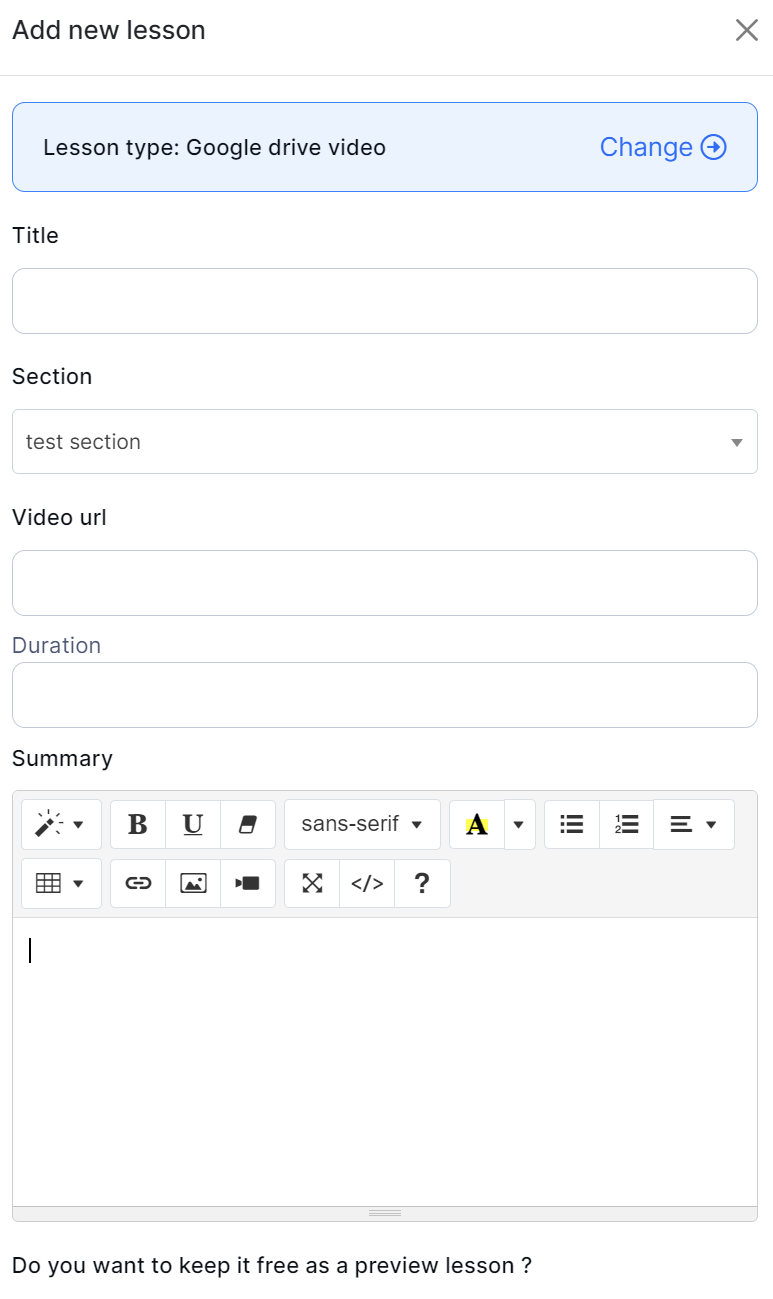 Add new lesson
Lesson type: Google drive video Change
Title
Section
test section
Video url
Duration
Summary
B U sans-serif A
</> ?
Do you want to keep it free as a preview lesson ?